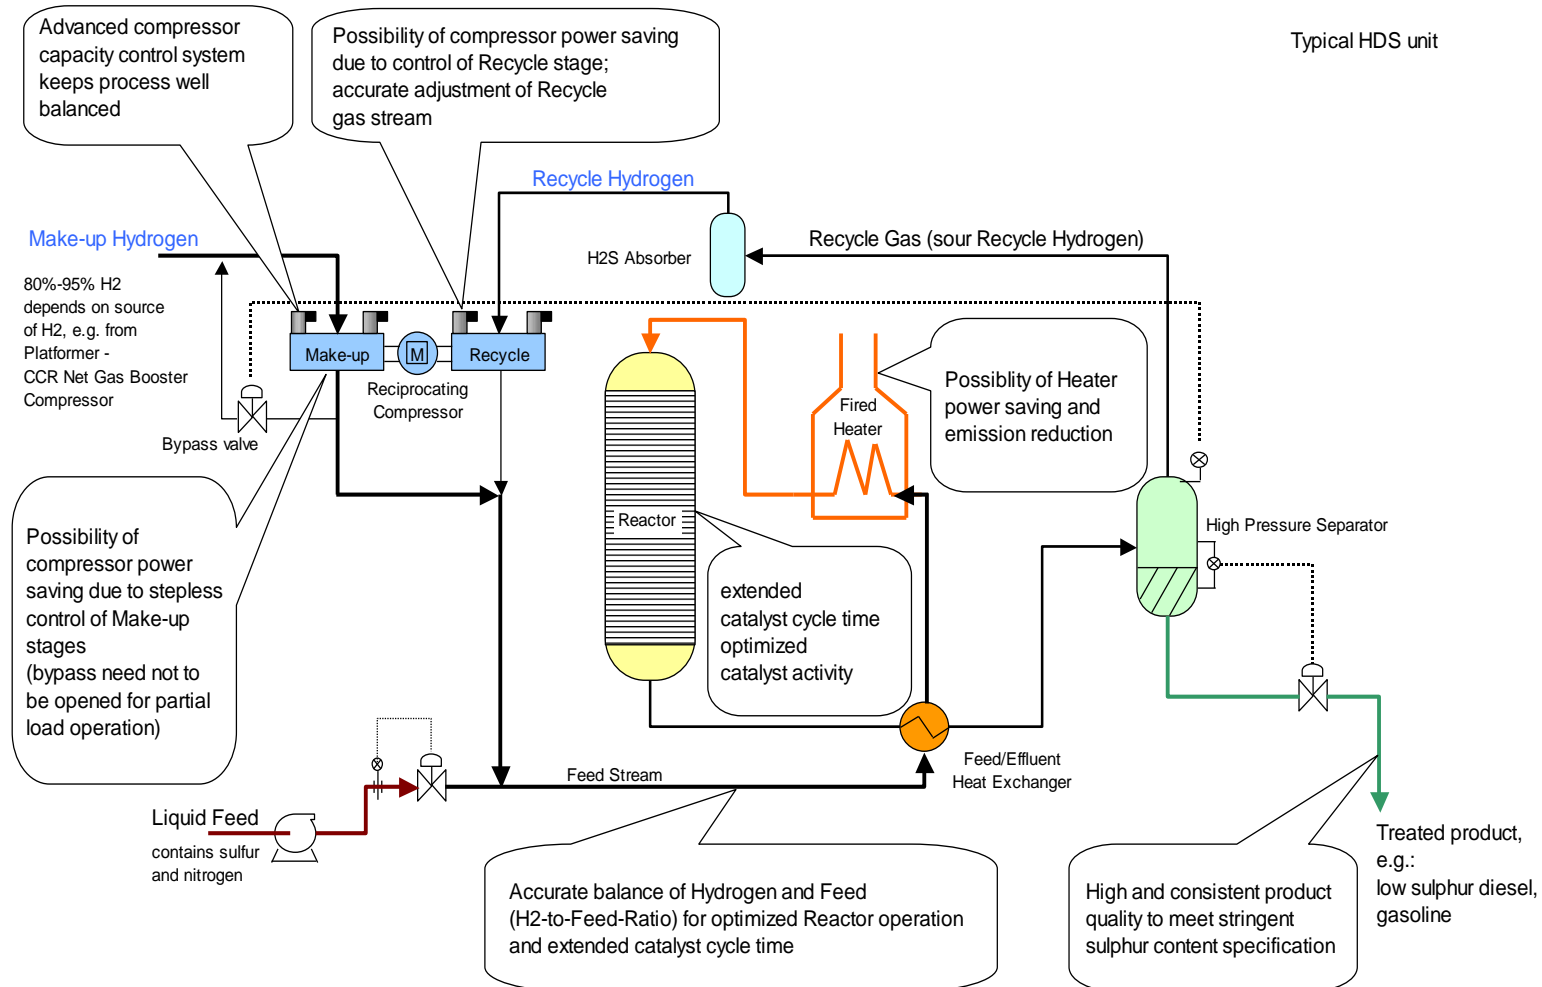 Advanced compressor
capacity control system
keeps process well
balanced
Possibility of compressor power saving
due to control of Recycle stage;
accurate adjustment of Recycle
gas stream
Typical HDS unit
Recycle Hydrogen
Make-up Hydrogen
Recycle Gas (sour Recycle Hydrogen)
H2S Absorber
80%-95% H2
depends on source
of H2, e.g. from
Platformer -
CCR Net Gas Booster
Compressor
Make-up
M
Recycle
Reciprocating
Compressor
Bypass valve
Fired
Heater
Possiblity of Heater
power saving and
emission reduction
Reactor
High Pressure Separator
Possibility of
compressor power
saving due to stepless
control of Make-up
stages
(bypass need not to
be opened for partial
load operation)
extended
catalyst cycle time
optimized
catalyst activity
Feed/Effluent
Heat Exchanger
Feed Stream
Liquid Feed
contains sulfur
and nitrogen
Accurate balance of Hydrogen and Feed
(H2-to-Feed-Ratio) for optimized Reactor operation
and extended catalyst cycle time
High and consistent product
quality to meet stringent
sulphur content specification
Treated product,
e.g.:
low sulphur diesel,
gasoline